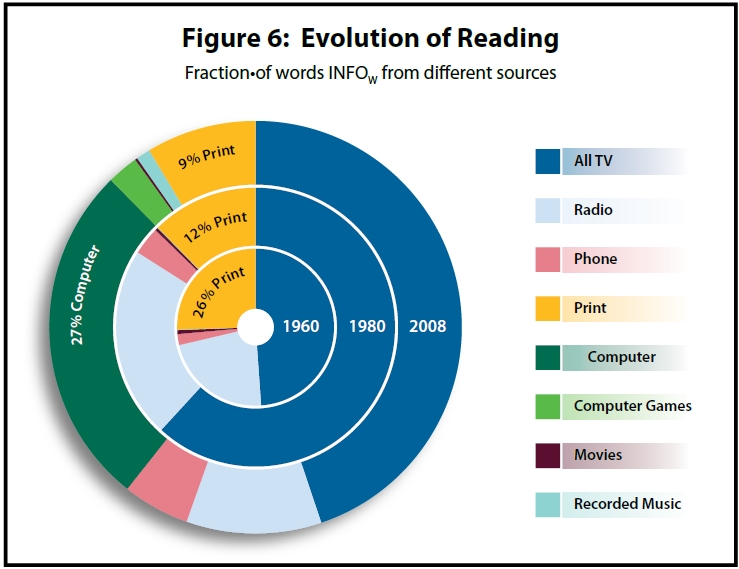 Figure 6: Evolution of Reading
Fraction•of words INFOW from different sources
9% Print
12% Print
26% Print
27% Computer
1960
1980
2008
All TV
Radio
Phone
Print
Computer
Computer Games
Movies
Recorded Music